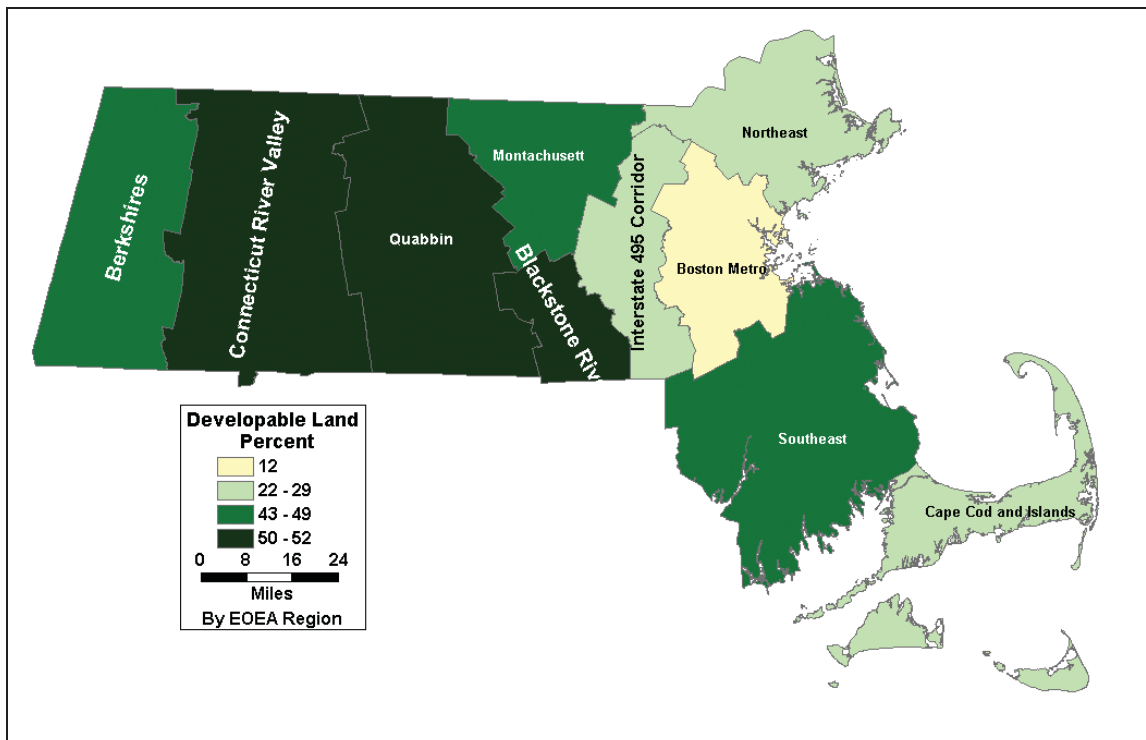 Northeast
Montachusett
Berkshires
Connecticut River Valley
Quabbin
Blackstone Riv
Interstate 495 Corridor
Boston Metro
Southeast
Cape Cod and Islands
Developable Land
Percent
12
22 - 29
43 - 49
50 - 52
0 8 16 24
Miles
By EOEA Region